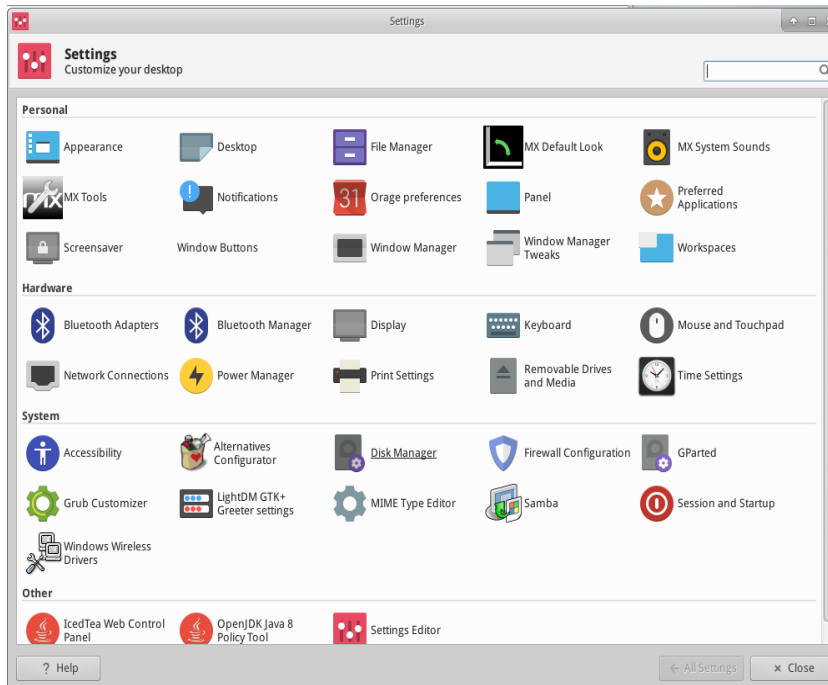 Settings
Settings
Customize your desktop
Personal
Appearance
Desktop
File Manager
MX Default Look
MX System Sounds
MX Tools
Notifications
31
Orage preferences
Panel
Preferred
Applications
Screensaver
Window Buttons
Window Manager
Window Manager
Tweaks
Workspaces
Hardware
Bluetooth Adapters
Bluetooth Manager
Display
Keyboard
Mouse and Touchpad
Network Connections
Power Manager
Print Settings
Removable Drives
and Media
Time Settings
System
Accessibility
Alternatives
Configurator
Disk Manager
Firewall Configuration
GParted
Grub Customizer
LightDM GTK+
Greeter settings
MIME Type Editor
Samba
Session and Startup
Windows Wireless
Drivers
Other
IcedTea Web Control
Panel
OpenJDK Java 8
Policy Tool
Settings Editor
? Help
← All Settings
× Close